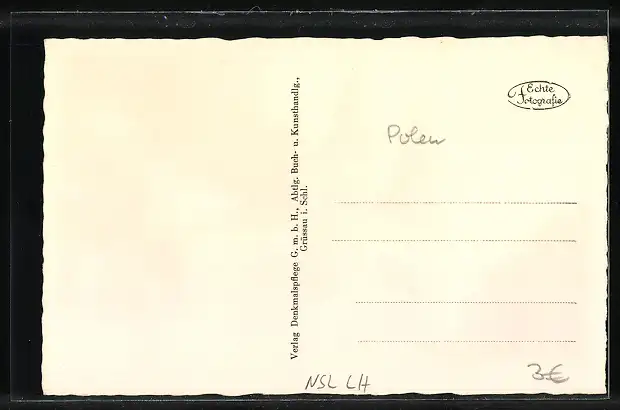 Echte
Fotografie
Polen
Verlag Denkmalspflege G. m. b. H., Abtlg. Buch- u. Kunsthandlg.,
Grüssau i. Schl.
NSL LH
3€